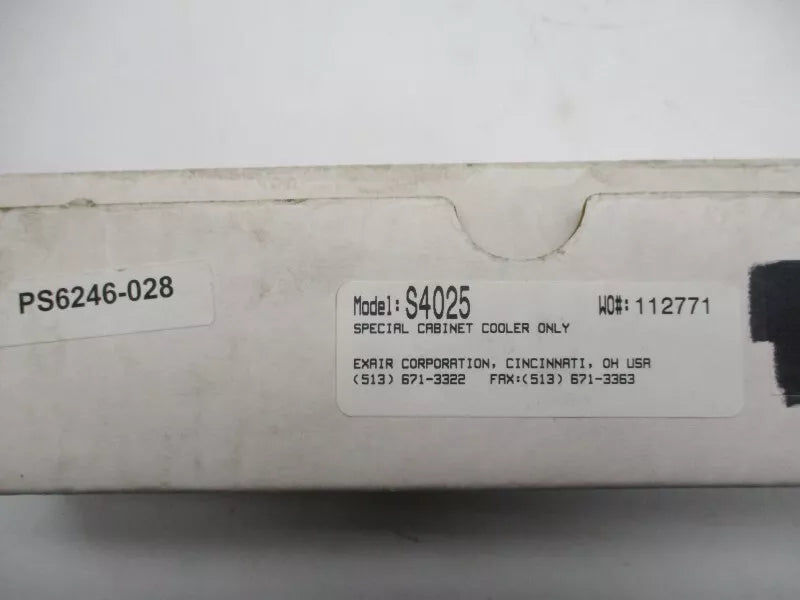 PS6246-028
Model: S4025 WO#: 112771
SPECIAL CABINET COOLER ONLY
EXAIR CORPORATION, CINCINNATI, OH USA
(513) 671-3322 FAX:(513) 671-3363